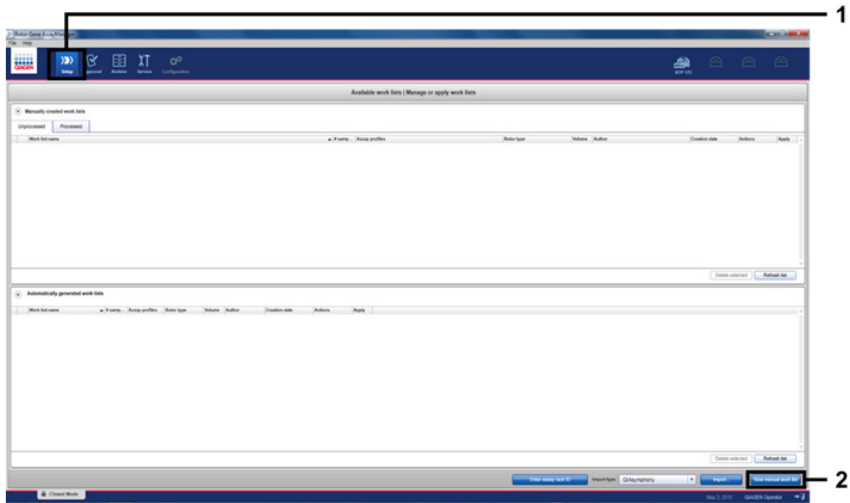 1
Rotor-Gene AssayManager
File Help
QIAGEN
Setup Approval Archive Service Configuration
Available work lists | Manage or apply work lists
Manually created work lists
Unprocessed Processed
Work list name # samp... Assay profiles Rotor type Volume Author Creation date Actions Apply
Delete selected Refresh list
Automatically generated work lists
Work list name # samp... Assay profiles Rotor type Volume Author Creation date Actions Apply
Delete selected Refresh list
Enter assay rack ID Import type: QIAsymphony Import... New manual work list
2
Closed Mode
QIAGEN Operator